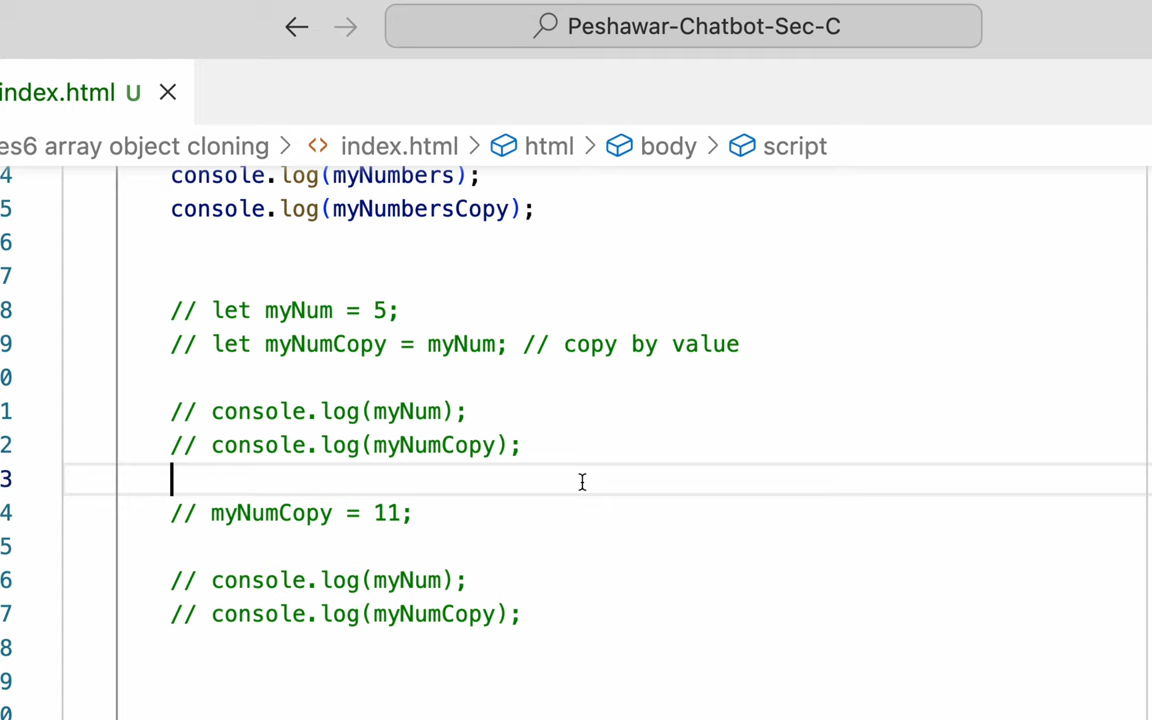 Peshawar-Chatbot-Sec-C
index.html U
es6 array object cloning > index.html > html > body > script
4 console.log(myNumbers);
5 console.log(myNumbersCopy);
6
7
8 // let myNum = 5;
9 // let myNumCopy = myNum; // copy by value
0
1 // console.log(myNum);
2 // console.log(myNumCopy);
3
4 // myNumCopy = 11;
5
6 // console.log(myNum);
7 // console.log(myNumCopy);
8
9
0